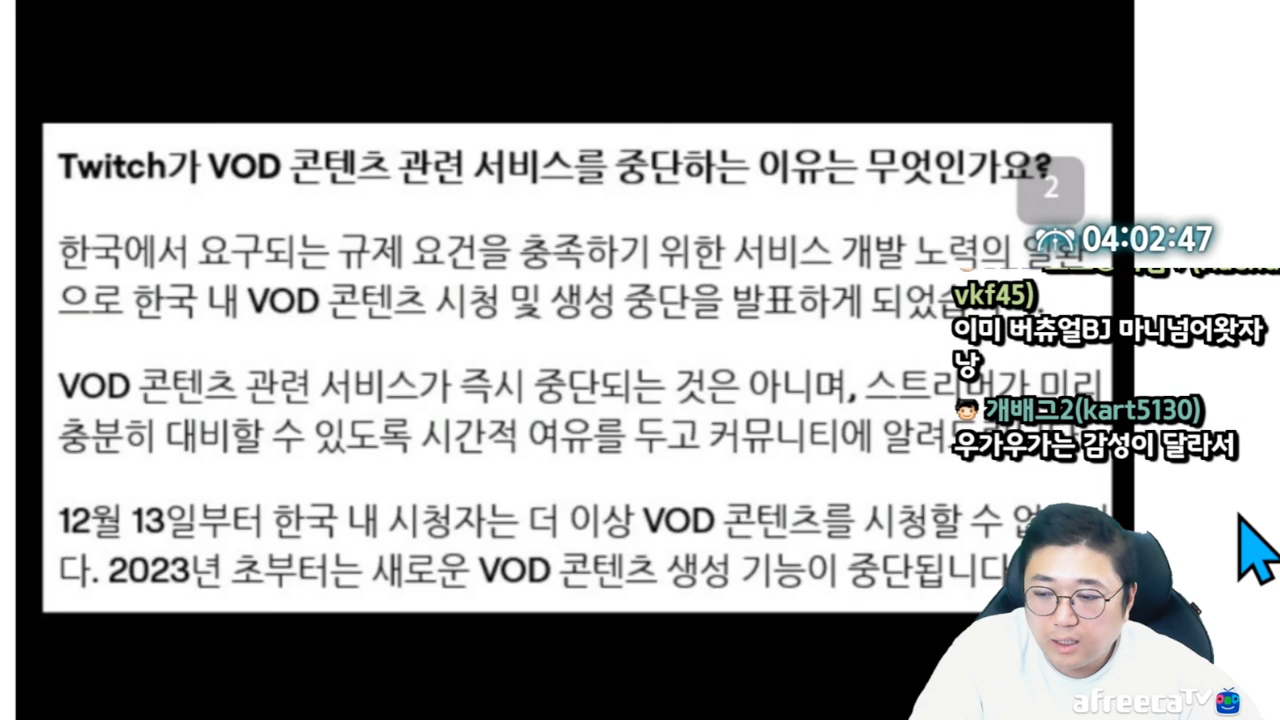 Twitch가 VOD 콘텐츠 관련 서비스를 중단하는 이유는 무엇인가요?
2
한국에서 요구되는 규제 요건을 충족하기 위한 서비스 개발 노력의
으로 한국 내 VOD 콘텐츠 시청 및 생성 중단을 발표하게
VOD 콘텐츠 관련 서비스가 즉시 중단되는 것은 아니며, 스트리머가 미리
충분히 대비할 수 있도록 시간적 여유를 두고 커뮤니티에
12월 13일부터 한국 내 시청자는 더 이상 VOD 콘텐츠를 시청할 수
다. 2023년 초부터는 새로운 VOD 콘텐츠 생성 기능이 중단됩니다
04:02:47
vkf45)
이미 버츄얼BJ 마니넘어왓자
낭
개배그2(kart5130)
우가우가는 감성이 달라서
afreecaTV